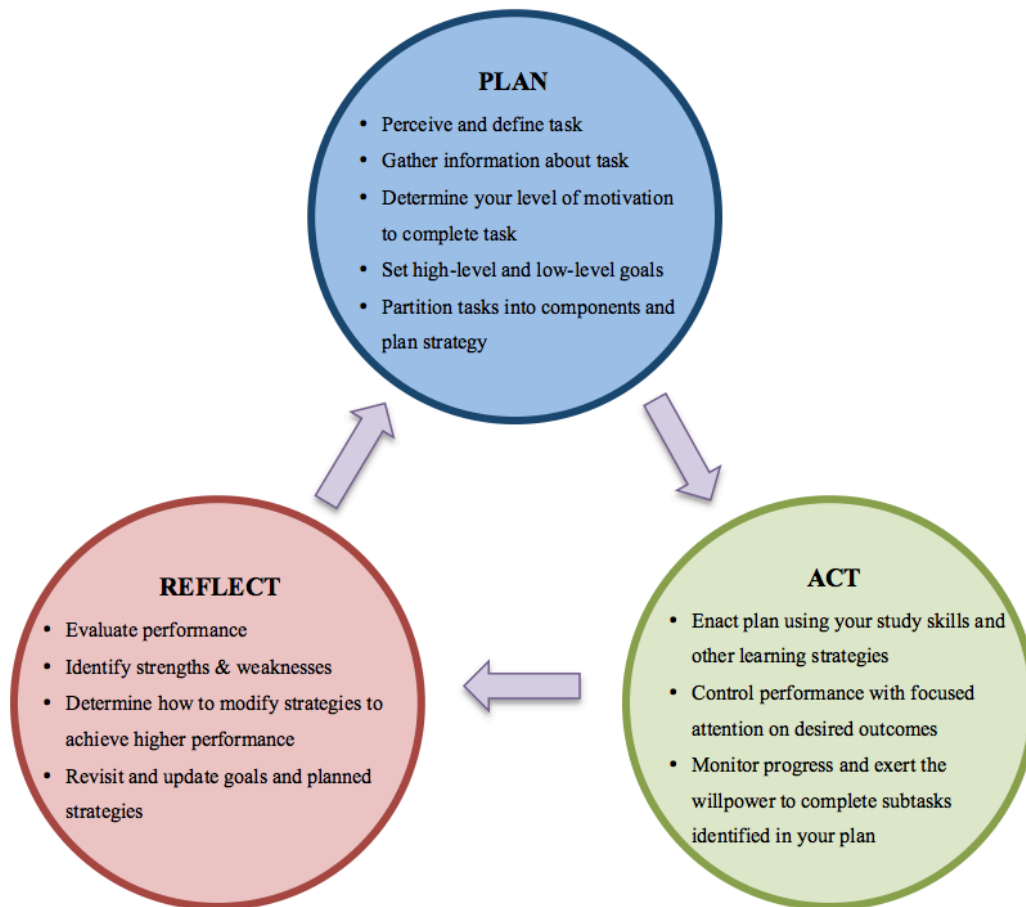 PLAN
• Perceive and define task
• Gather information about task
• Determine your level of motivation
to complete task
• Set high-level and low-level goals
• Partition tasks into components and
plan strategy
REFLECT
• Evaluate performance
• Identify strengths & weaknesses
• Determine how to modify strategies to
achieve higher performance
• Revisit and update goals and planned
strategies
ACT
• Enact plan using your study skills and
other learning strategies
• Control performance with focused
attention on desired outcomes
• Monitor progress and exert the
willpower to complete subtasks
identified in your plan